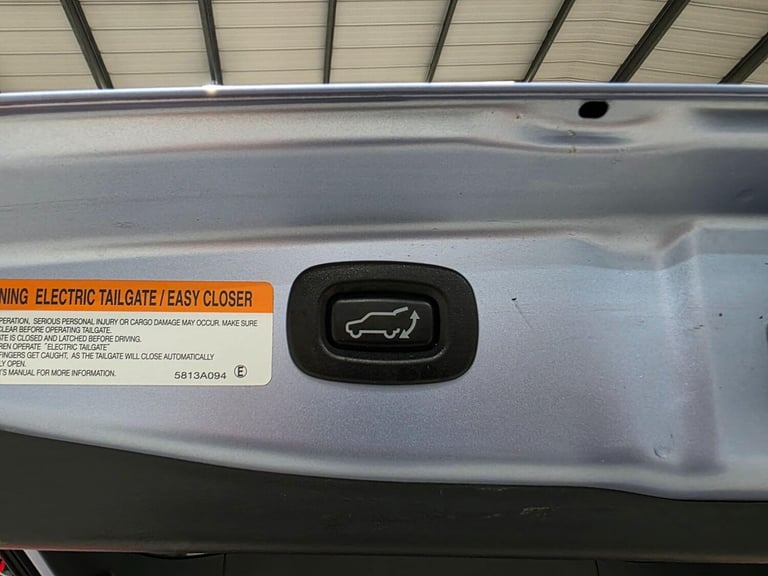 NING ELECTRIC TAILGATE / EASY CLOSER
PERATION, SERIOUS PERSONAL INJURY OR CARGO DAMAGE MAY OCCUR. MAKE SURE
CLEAR BEFORE OPERATING TAILGATE.
ATE IS CLOSED AND LATCHED BEFORE DRIVING.
REN OPERATE "ELECTRIC TAILGATE"
FINGERS GET CAUGHT, AS THE TAILGATE WILL CLOSE AUTOMATICALLY
LY OPEN.
'S MANUAL FOR MORE INFORMATION.
5813A094 E